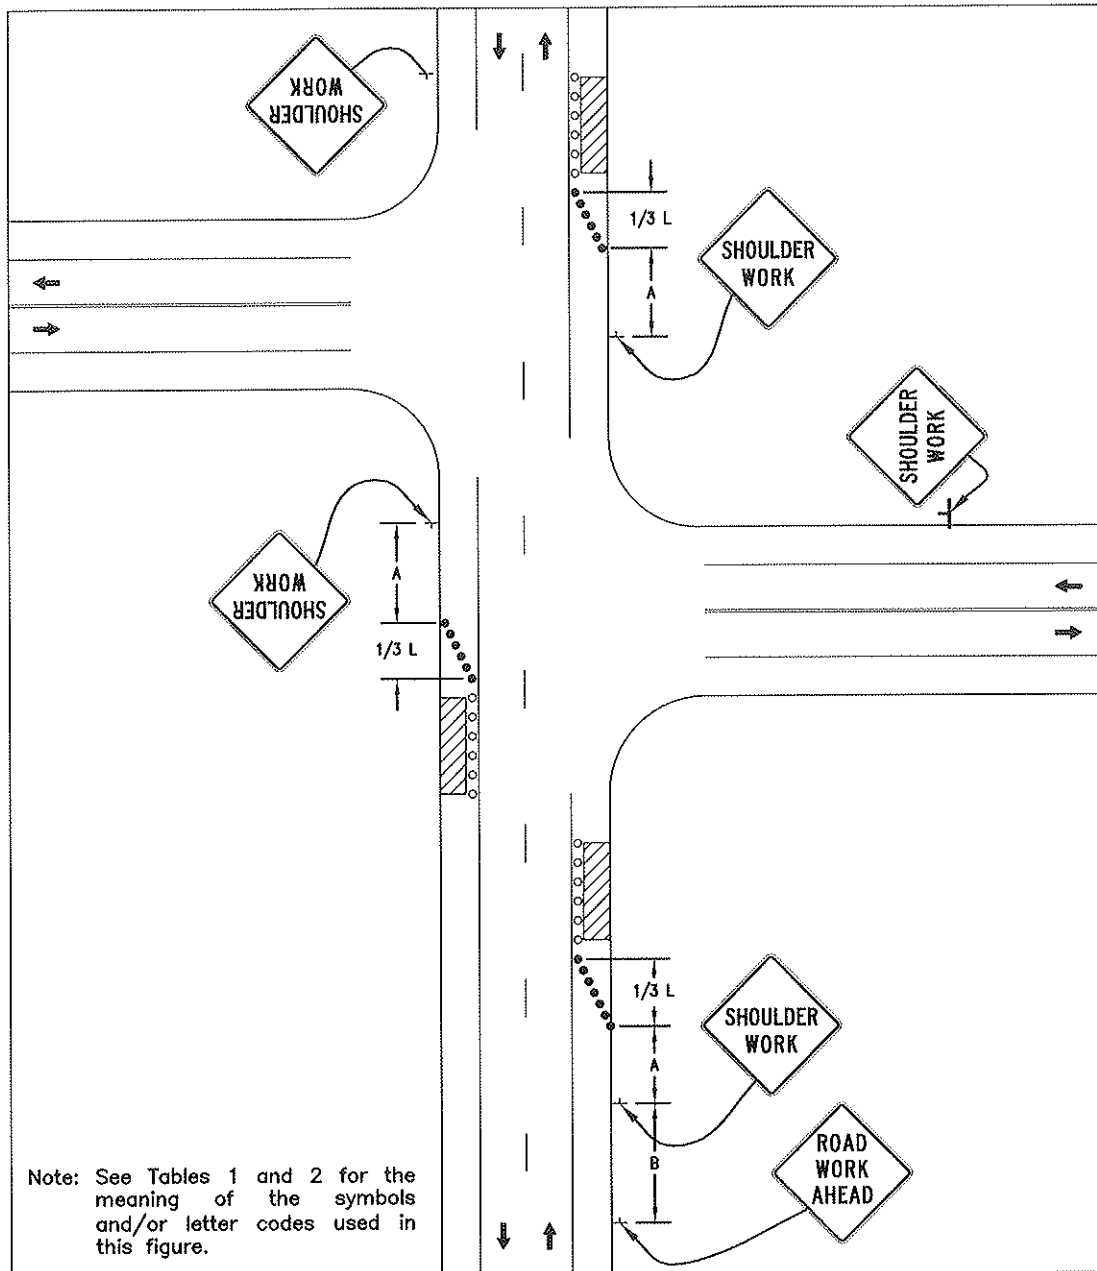 SHOULDER
WORK
1/3 L
A
SHOULDER
WORK
SHOULDER
WORK
A
1/3 L
SHOULDER
WORK
1/3 L
A
B
SHOULDER
WORK
ROAD
WORK
AHEAD
Note: See Tables 1 and 2 for the
meaning of the symbols
and/or letter codes used in
this figure.